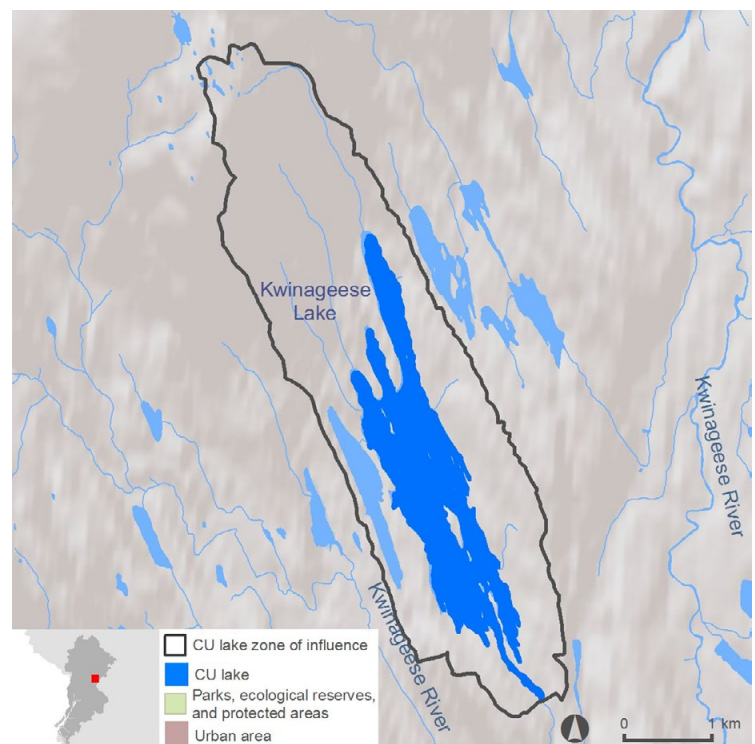 Kwinageese
Lake
Kwinageese River
Kwinageese River
CU lake zone of influence
CU lake
Parks, ecological reserves,
and protected areas
Urban area
0 1 km